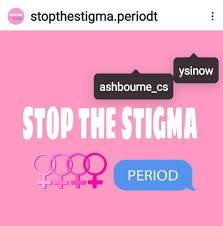 stopthestigma.periodt
ysinow
ashbourne_cs
STOP THE STIGMA
PERIOD